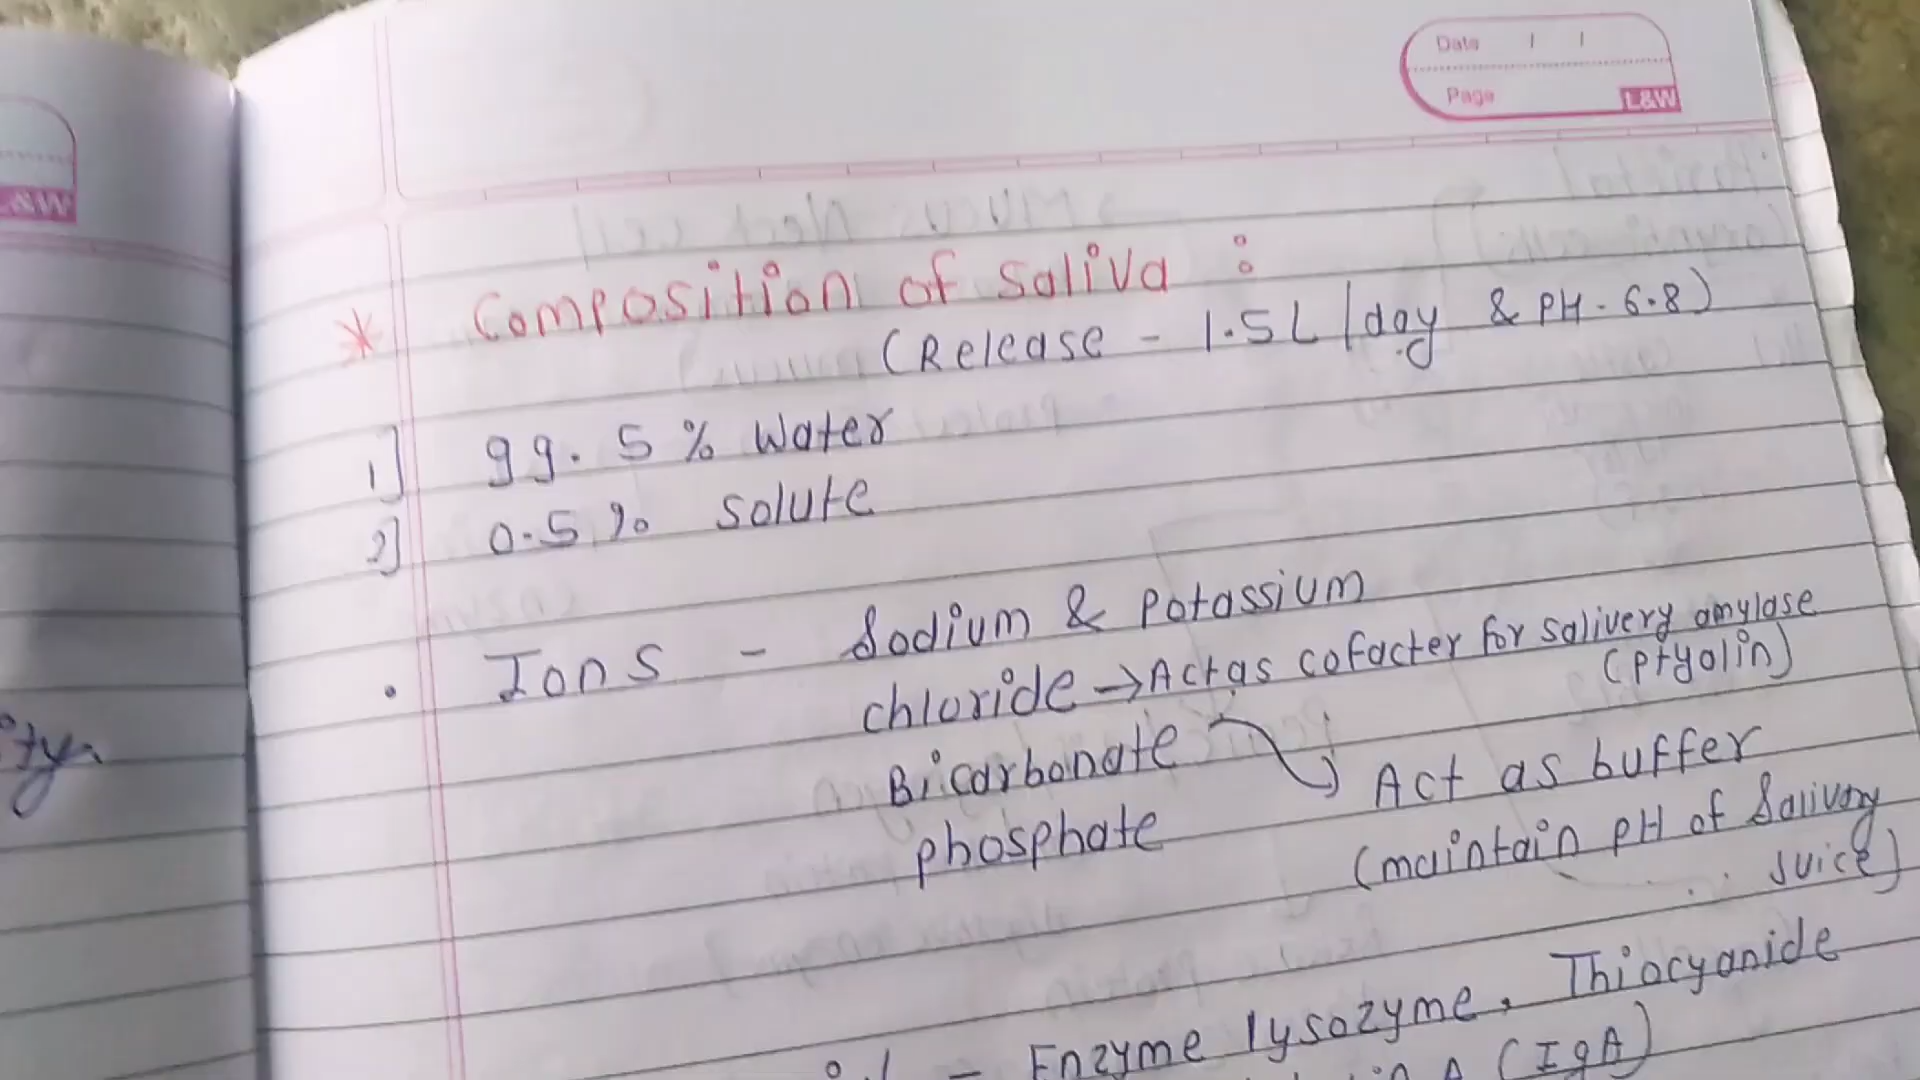 Date / /
Page
L&W
L&W
* Composition of saliva :
(Release - 1.5L/day & PH - 6.8)
1] 99.5% Water
2] 0.5% solute
• Ions - Sodium & Potassium
chloride → Act as cofacter for salivery amylase
(Ptyalin)
Bicarbonate
Act as buffer
phosphate
(maintain pH of Salivary
Juice)
- Enzyme lysozyme, Thiocyanide
A (IgA)